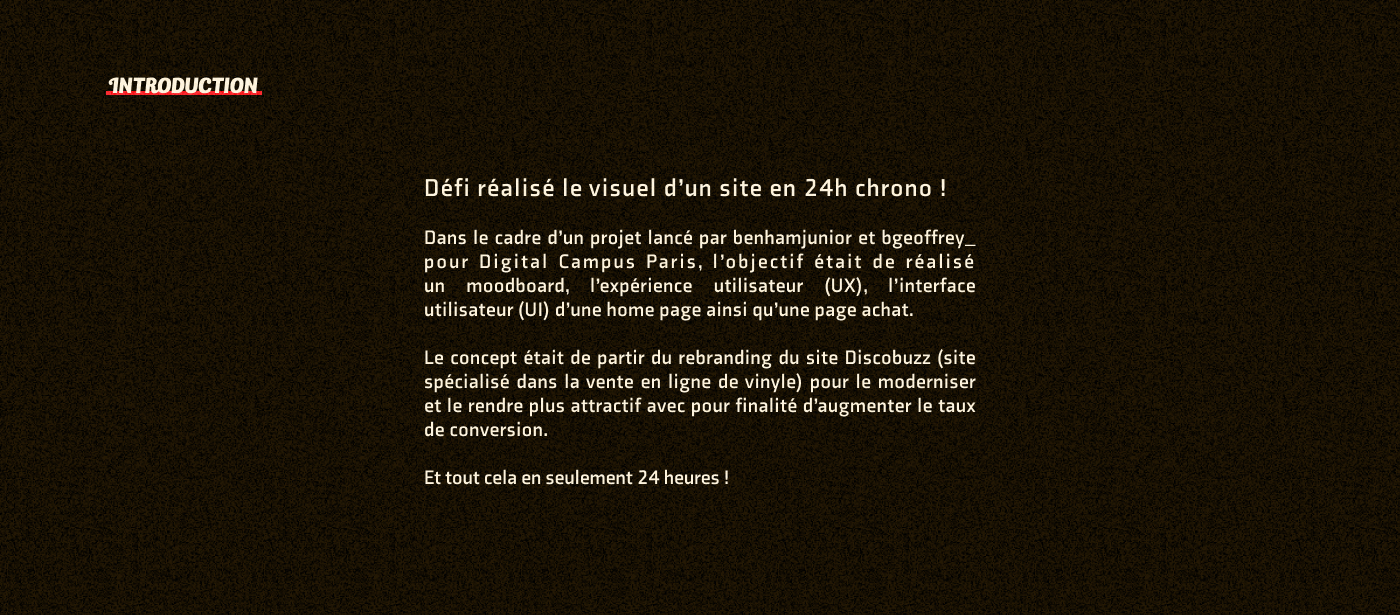 INTRODUCTION
Défi réalisé le visuel d’un site en 24h chrono !
Dans le cadre d’un projet lancé par benhamjunior et bgeoffrey_
pour Digital Campus Paris, l’objectif était de réalisé
un moodboard, l’expérience utilisateur (UX), l’interface
utilisateur (UI) d’une home page ainsi qu’une page achat.
Le concept était de partir du rebranding du site Discobuzz (site
spécialisé dans la vente en ligne de vinyle) pour le moderniser
et le rendre plus attractif avec pour finalité d’augmenter le taux
de conversion.
Et tout cela en seulement 24 heures !